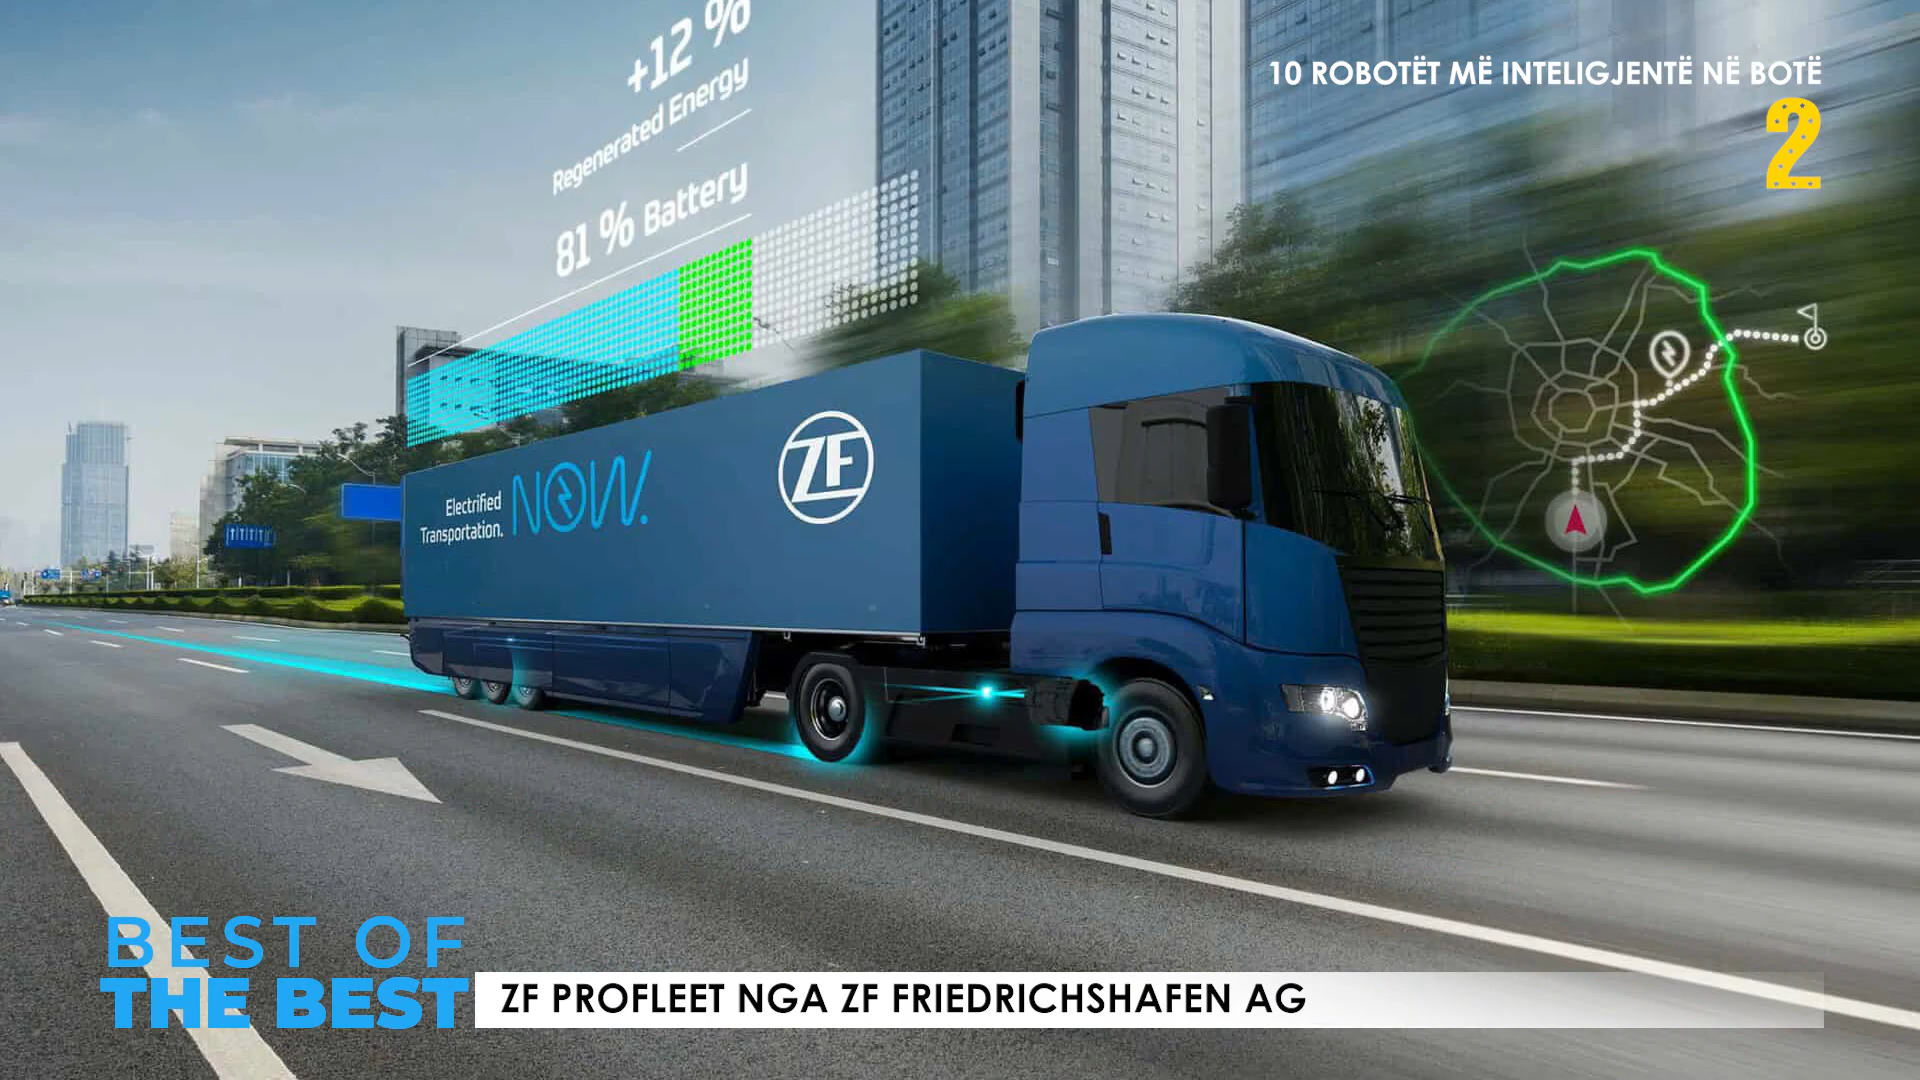 +12 %
Regenerated Energy
81 % Battery
10 ROBOTËT MË INTELIGJENTË NË BOTË
2
Electrified
Transportation.
NOW.
ZF
BEST OF
THE BEST
ZF PROFLEET NGA ZF FRIEDRICHSHAFEN AG